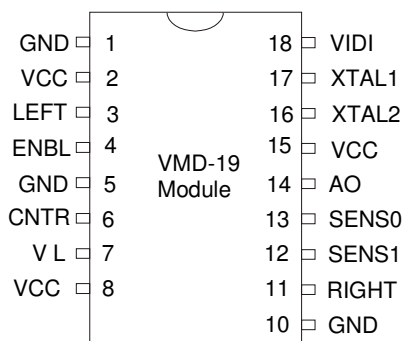 GND 1 18 VIDI
VCC 2 17 XTAL1
LEFT 3 16 XTAL2
ENBL 4 15 VCC
VMD-19
Module
GND 5 14 AO
CNTR 6 13 SENS0
V L 7 12 SENS1
VCC 8 11 RIGHT
10 GND